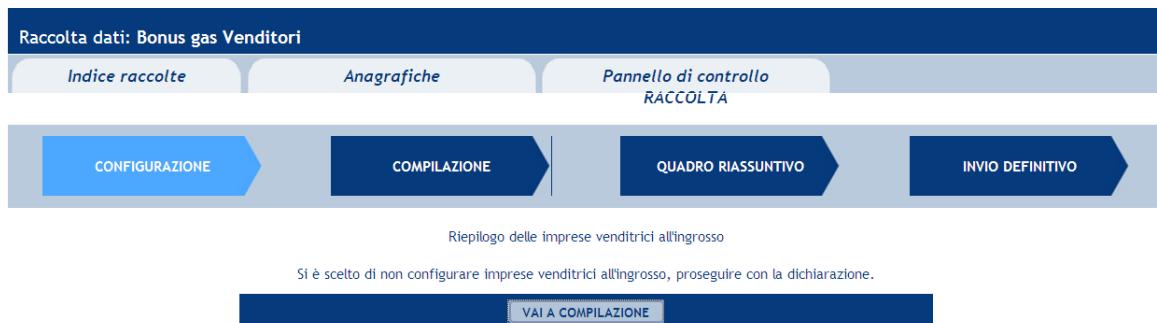 Raccolta dati: Bonus gas Venditori
Indice raccolte
Anagrafiche
Pannello di controllo
RACCOLTA
CONFIGURAZIONE
COMPILAZIONE
QUADRO RIASSUNTIVO
INVIO DEFINITIVO
Riepilogo delle imprese venditrici all'ingrosso
Si è scelto di non configurare imprese venditrici all'ingrosso, proseguire con la dichiarazione.
VAI A COMPILAZIONE